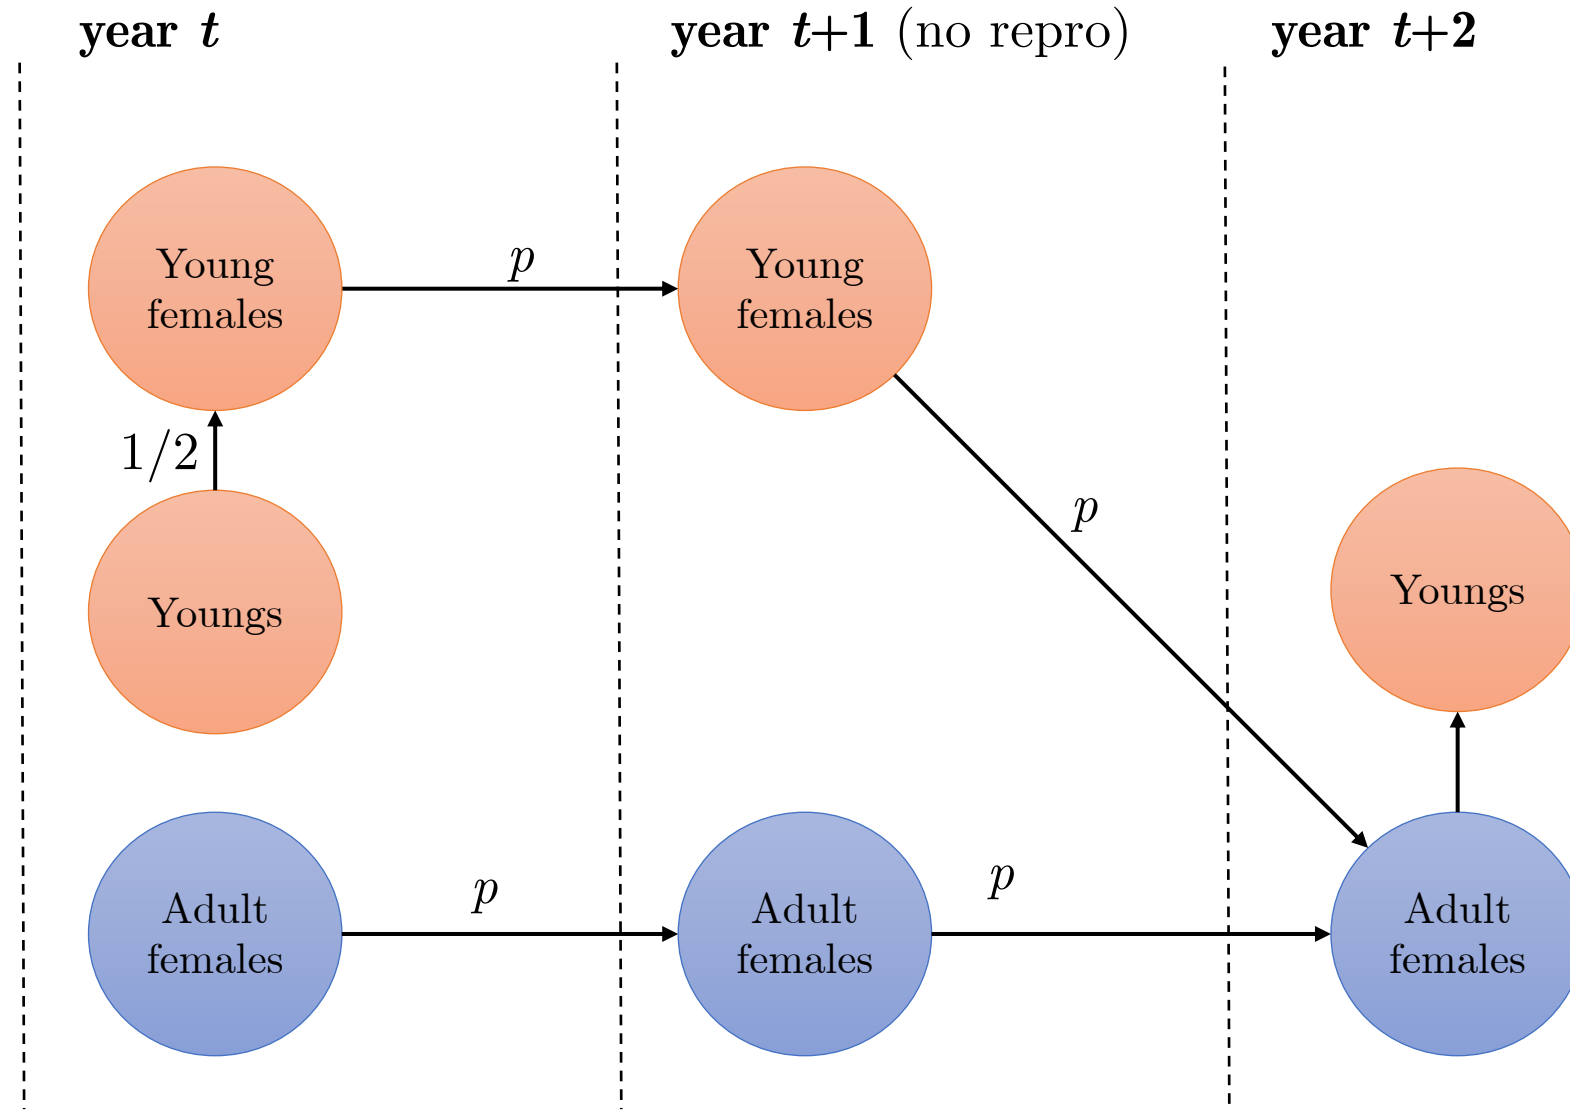 year t
year t+1 (no repro)
year t+2
Young
females
p
Young
females
1/2
p
Youngs
Youngs
Adult
females
p
Adult
females
p
Adult
females